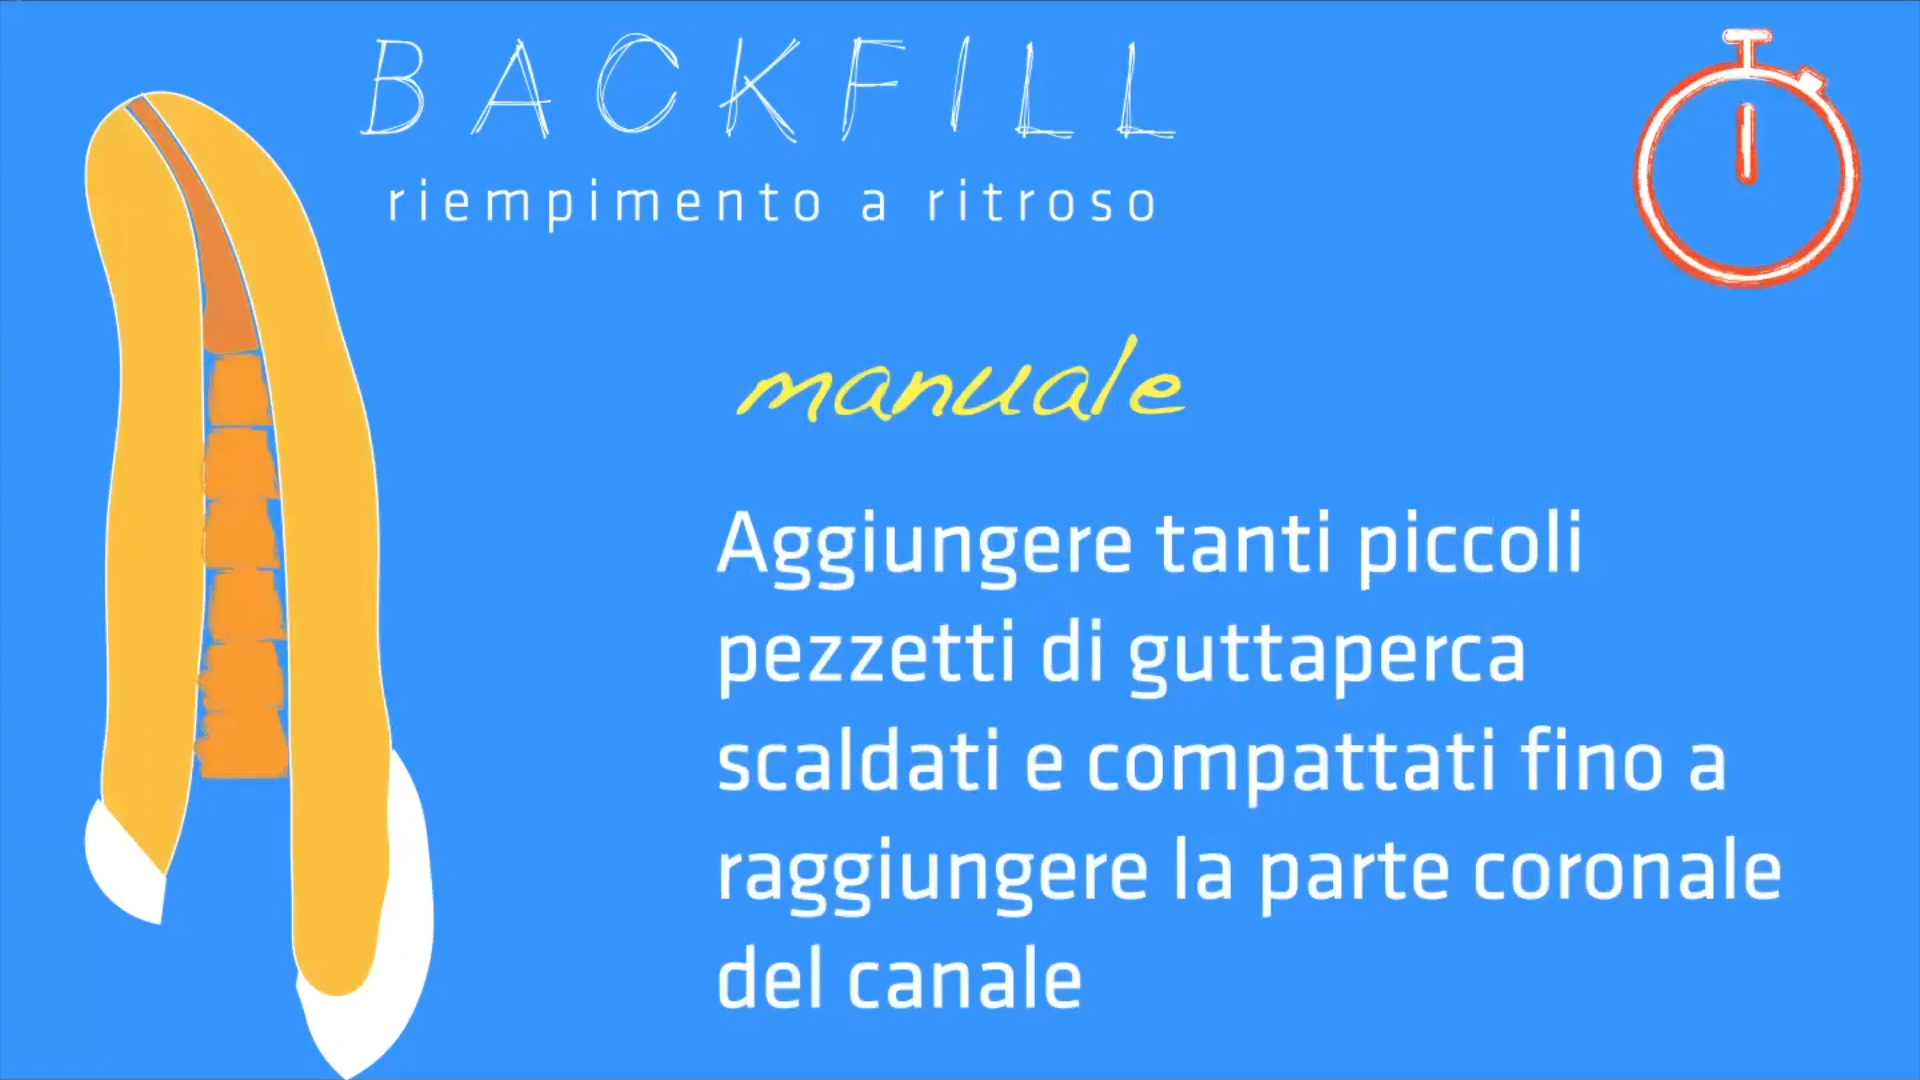 BACKFILL
riempimento a ritroso
manuale
Aggiungere tanti piccoli
pezzetti di guttaperca
scaldati e compattati fino a
raggiungere la parte coronale
del canale